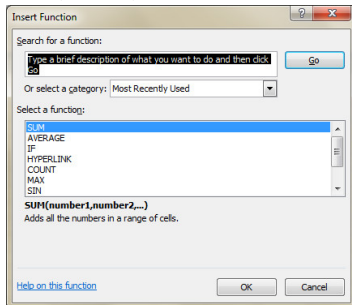 Insert Function
Search for a function:
Type a brief description of what you want to do and then click
Go
Go
Or select a category: Most Recently Used
Select a function:
SUM
AVERAGE
IF
HYPERLINK
COUNT
MAX
SIN
SUM(number1,number2,...)
Adds all the numbers in a range of cells.
Help on this function
OK
Cancel